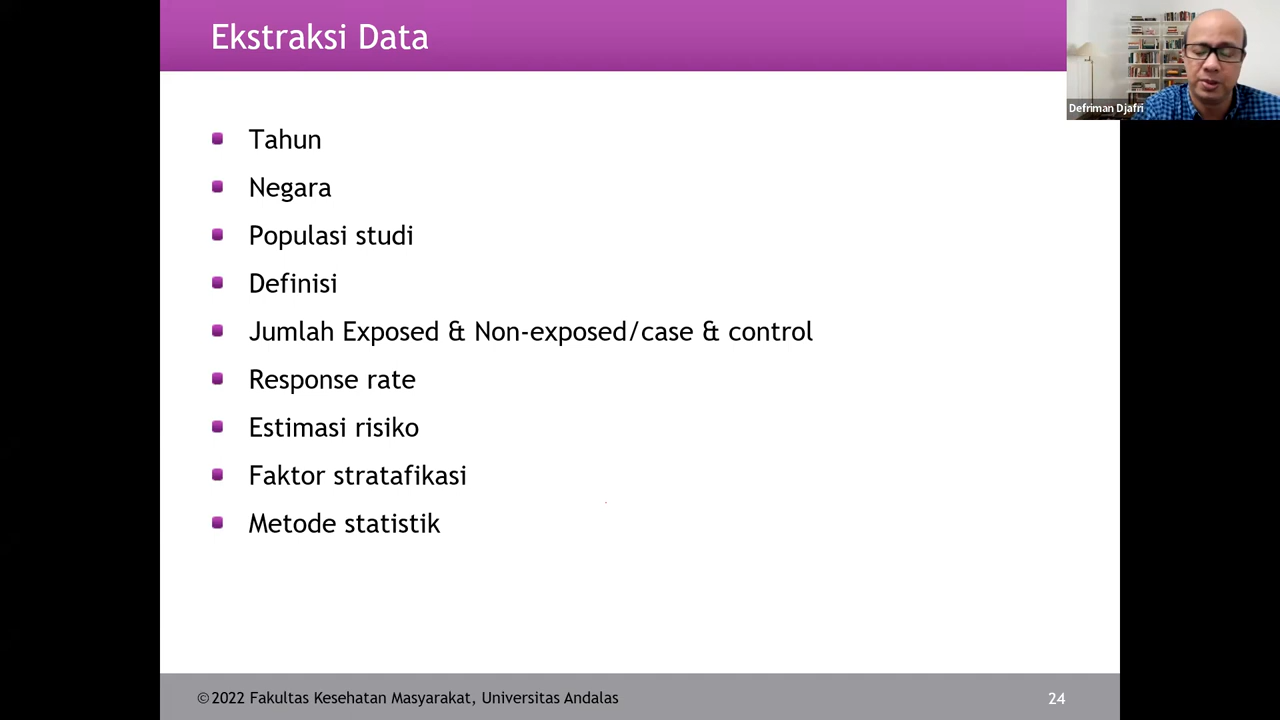 Ekstraksi Data
Defriman Djafri
Tahun
Negara
Populasi studi
Definisi
Jumlah Exposed & Non-exposed/case & control
Response rate
Estimasi risiko
Faktor stratafikasi
Metode statistik
©2022 Fakultas Kesehatan Masyarakat, Universitas Andalas
24